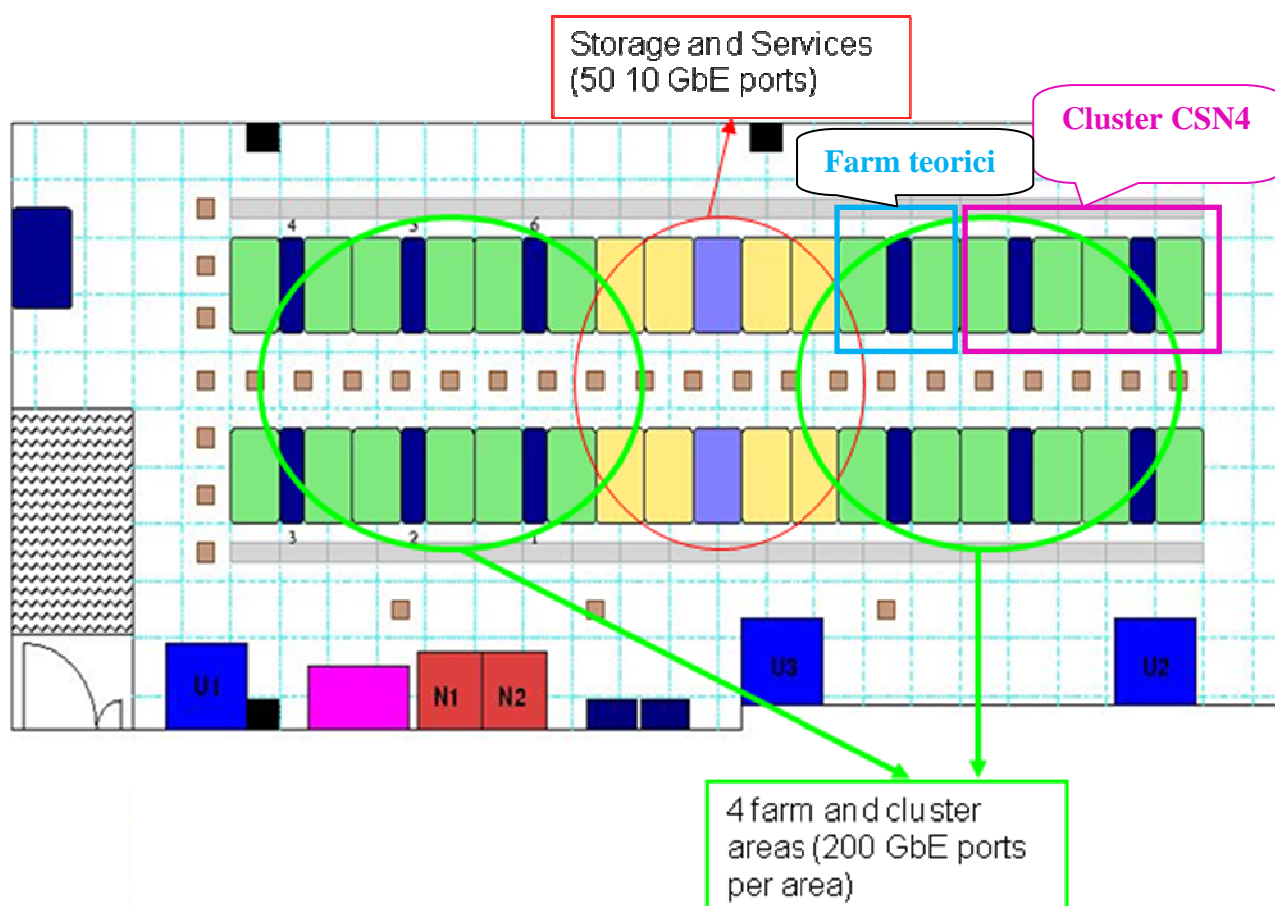 Storage and Services
(50 10 GbE ports)
Cluster CSN4
Farm teorici
4
5
6
3
2
1
U1
N1
N2
U3
U2
4 farm and cluster
areas (200 GbE ports
per area)